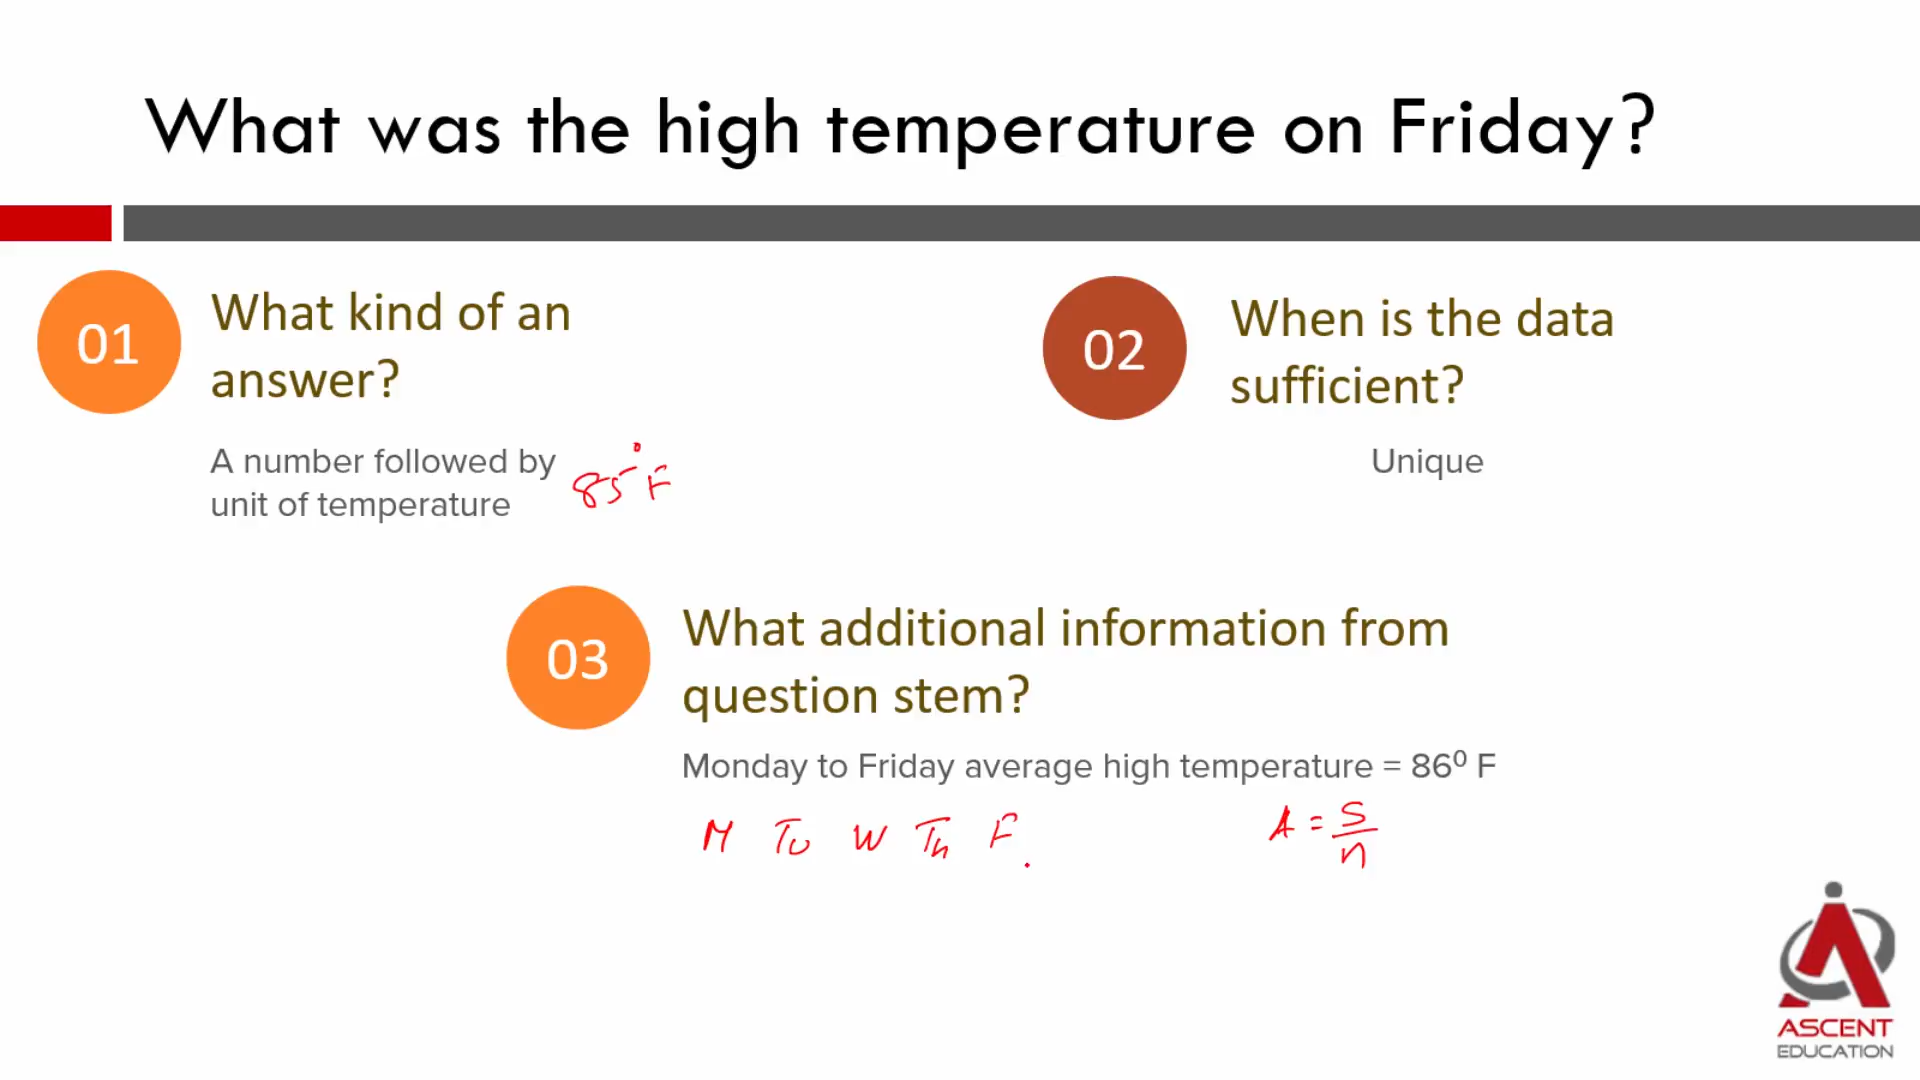 What was the high temperature on Friday?
01
What kind of an
answer?
A number followed by
unit of temperature
85°F
02
When is the data
sufficient?
Unique
03
What additional information from
question stem?
Monday to Friday average high temperature = 86⁰ F
M Tu W Th F
A = S/n
ASCENT
EDUCATION